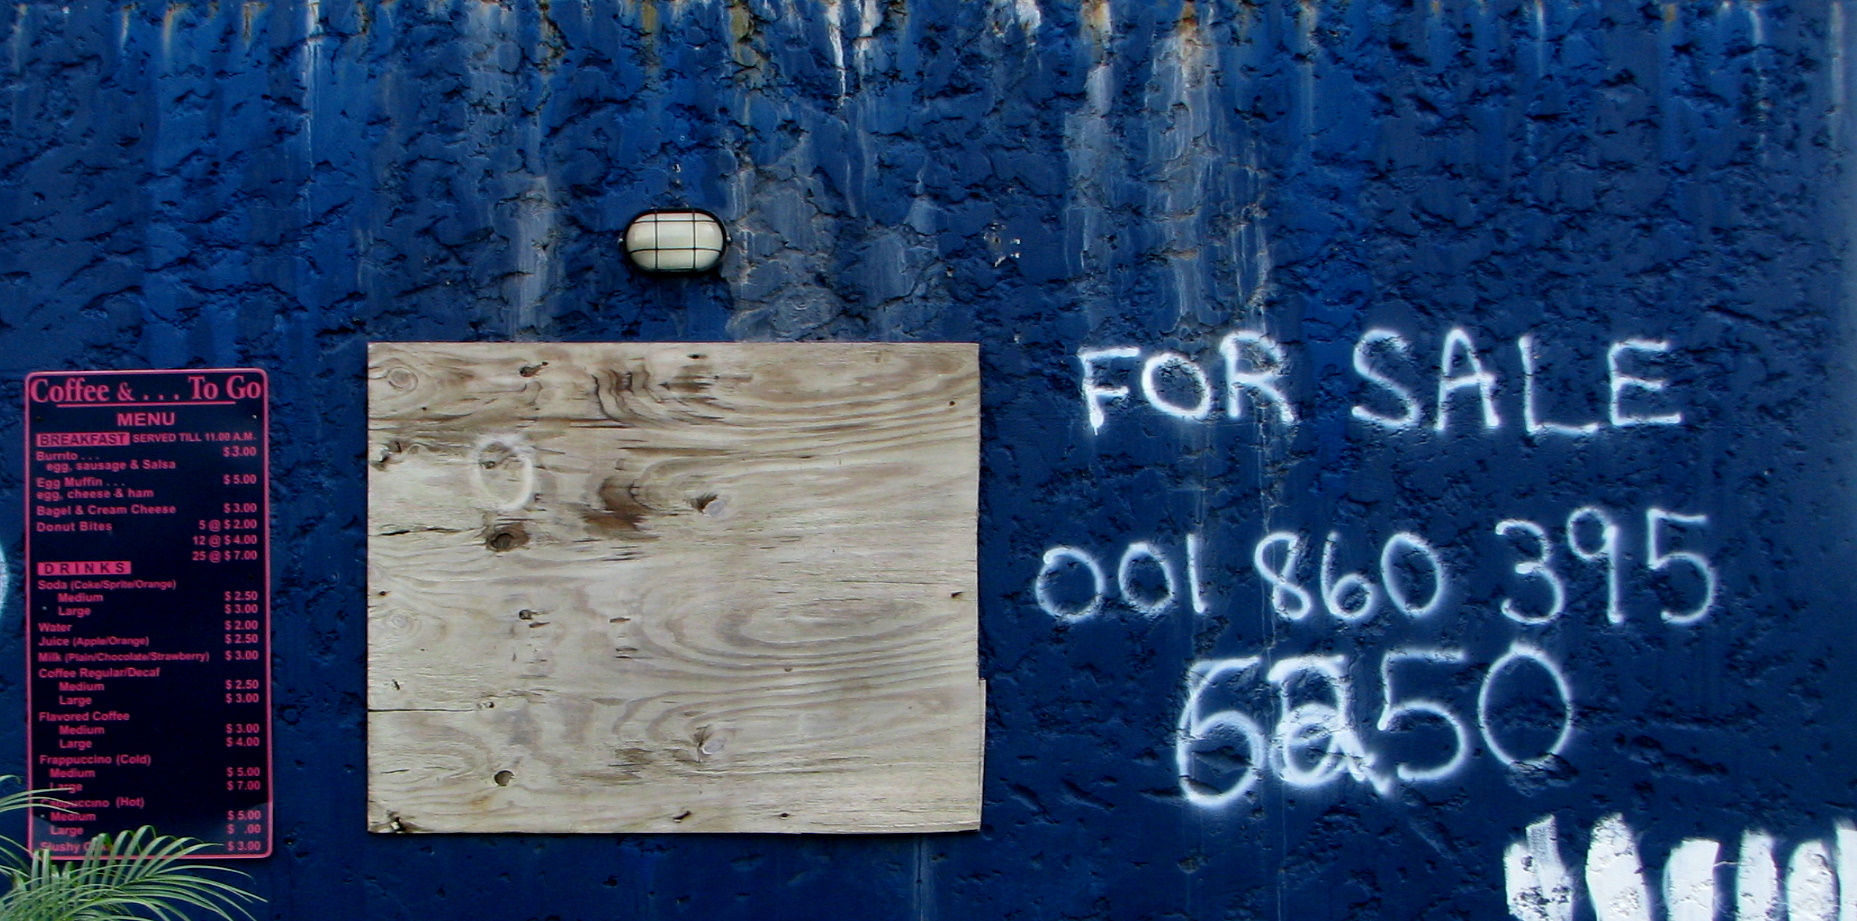 Coffee & . . . To Go
MENU
BREAKFAST SERVED TILL 11.00 A.M.
Burrito . . . $ 3.00
egg, sausage & Salsa
Egg Muffin . . . $ 5.00
egg, cheese & ham
Bagel & Cream Cheese $ 3.00
Donut Bites 5 @ $ 2.00
12 @ $ 4.00
25 @ $ 7.00
DRINKS
Soda (Coke/Sprite/Orange)
Medium $ 2.50
Large $ 3.00
Water $ 2.00
Juice (Apple/Orange) $ 2.50
Milk (Plain/Chocolate/Strawberry) $ 3.00
Coffee Regular/Decaf
Medium $ 2.50
Large $ 3.00
Flavored Coffee
Medium $ 3.00
Large $ 4.00
Frappuccino (Cold)
Medium $ 5.00
Large $ 7.00
Cappuccino (Hot)
Medium $ 5.00
Large $ .00
Slushy $ 3.00
FOR SALE
001 860 395